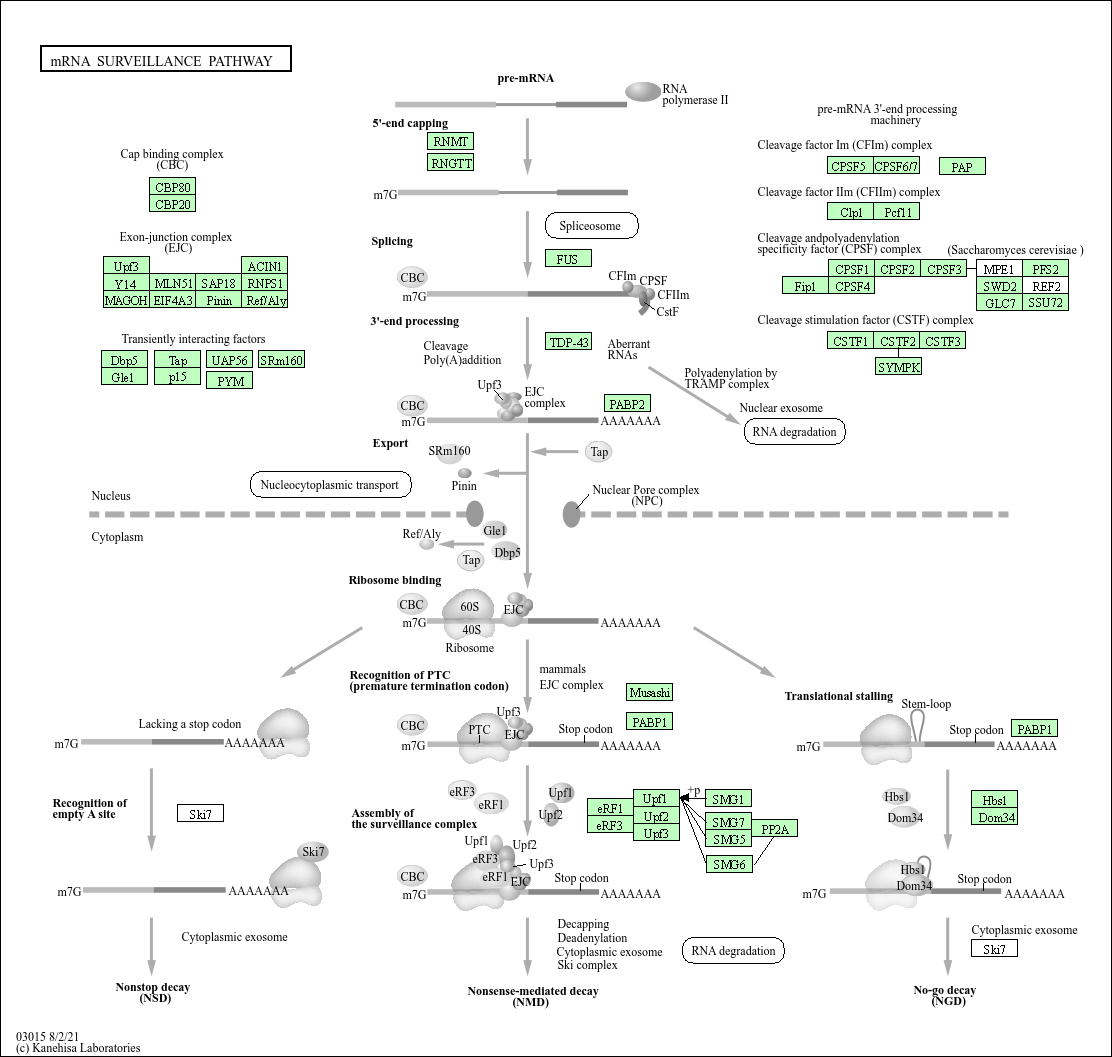 mRNA SURVEILLANCE PATHWAY
pre-mRNA
RNA
polymerase II
5'-end capping
RNMT
RNGTT
m7G
Spliceosome
Splicing
FUS
CBC
m7G
CFIm
CPSF
CFIIm
CstF
3'-end processing
Cleavage
Poly(A)addition
TDP-43
Aberrant
RNAs
Polyadenylation by
TRAMP complex
Nuclear exosome
RNA degradation
Upf3
EJC
complex
CBC
PABP2
m7G
AAAAAAA
Export
SRm160
Tap
Pinin
Nucleocytoplasmic transport
Nuclear Pore complex
(NPC)
Nucleus
Cytoplasm
Ref/Aly
Gle1
Tap
Dbp5
Cap binding complex
(CBC)
CBP80
CBP20
Exon-junction complex
(EJC)
Upf3
ACIN1
Y14
MLN51
SAP18
RNPS1
MAGOH
EIF4A3
Pinin
Ref/Aly
Transiently interacting factors
Dbp5
Tap
UAP56
SRm160
Gle1
p15
PYM
pre-mRNA 3'-end processing
machinery
Cleavage factor Im (CFIm) complex
CPSF5
CPSF6/7
PAP
Cleavage factor IIm (CFIIm) complex
Clp1
Pcf11
Cleavage andpolyadenylation
specificity factor (CPSF) complex
(Saccharomyces cerevisiae )
CPSF1
CPSF2
CPSF3
MPE1
PFS2
Fip1
CPSF4
SWD2
REF2
GLC7
SSU72
Cleavage stimulation factor (CSTF) complex
CSTF1
CSTF2
CSTF3
SYMPK
Ribosome binding
CBC
60S
EJC
m7G
40S
AAAAAAA
Ribosome
Recognition of PTC
(premature termination codon)
mammals
EJC complex
Musashi
PABP1
CBC
Upf3
PTC
EJC
Stop codon
m7G
AAAAAAA
Lacking a stop codon
m7G
AAAAAAA
Recognition of
empty A site
Ski7
Ski7
m7G
AAAAAAA
Cytoplasmic exosome
Nonstop decay
(NSD)
eRF3
eRF1
Upf1
Upf2
Assembly of
the surveillance complex
eRF1
eRF3
Upf1
Upf2
Upf3
+p
SMG1
SMG7
SMG5
SMG6
PP2A
Upf1
Upf2
eRF3
Upf3
eRF1
EJC
CBC
Stop codon
m7G
AAAAAAA
Decapping
Deadenylation
Cytoplasmic exosome
Ski complex
RNA degradation
Nonsense-mediated decay
(NMD)
Translational stalling
Stem-loop
Stop codon
PABP1
m7G
AAAAAAA
Hbs1
Dom34
Hbs1
Dom34
Hbs1
Dom34
Stop codon
m7G
AAAAAAA
Cytoplasmic exosome
Ski7
No-go decay
(NGD)
03015 8/2/21
(c) Kanehisa Laboratories